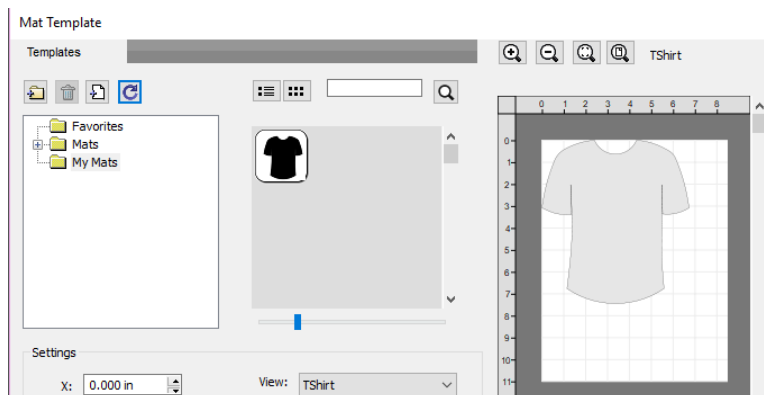 Mat Template
Templates
TShirt
Favorites
Mats
My Mats
0 1 2 3 4 5 6 7 8
0
1
2
3
4
5
6
7
8
9
10
11
Settings
X: 0.000 in
View: TShirt